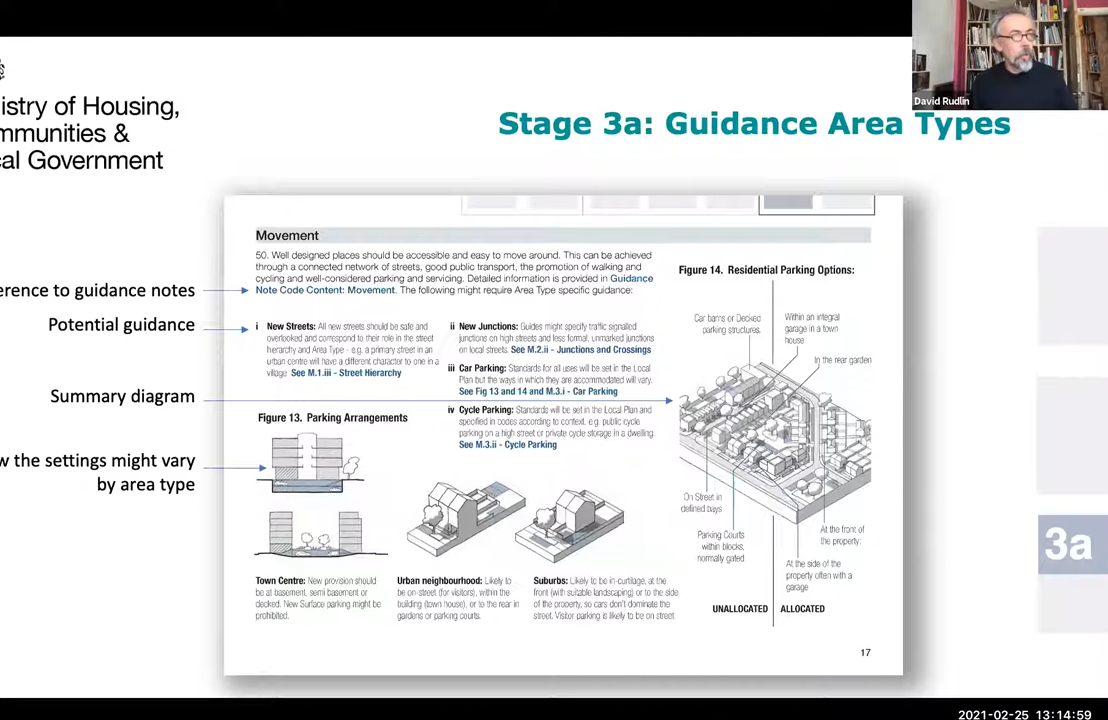 David Rudlin
istry of Housing,
mmunities &
cal Government
Stage 3a: Guidance Area Types
erence to guidance notes
Potential guidance
Summary diagram
w the settings might vary
by area type
Movement
50. Well designed places should be accessible and easy to move around. This can be achieved
through a connected network of streets, good public transport, the promotion of walking and
cycling and well-considered parking and servicing. Detailed information is provided in Guidance
Note Code Content: Movement. The following might require Area Type specific guidance:
i New Streets: All new streets should be safe and
overlooked and correspond to their role in the street
hierarchy and Area Type - e.g. a primary street in an
urban centre will have a different character to one in a
village See M.1.iii - Street Hierarchy
ii New Junctions: Guides might specify traffic signalled
junctions on high streets and less formal, unmarked junctions
on local streets. See M.2.ii - Junctions and Crossings
iii Car Parking: Standards for all uses will be set in the Local
Plan but the ways in which they are accommodated will vary.
See Fig 13 and 14 and M.3.i - Car Parking
iv Cycle Parking: Standards will be set in the Local Plan and
specified in codes according to context. e.g. public cycle
parking on a high street or private cycle storage in a dwelling.
See M.3.ii - Cycle Parking
Figure 13. Parking Arrangements
Town Centre: New provision should
be at basement, semi basement or
decked. New Surface parking might be
prohibited.
Urban neighbourhood: Likely to
be on-street (for visitors), within the
building (town house), or to the rear in
gardens or parking courts.
Suburbs: Likely to be in-curtilage, at the
front (with suitable landscaping) or to the side
of the property, so cars don't dominate the
street. Visitor parking is likely to be on street
Figure 14. Residential Parking Options:
Car barns or Decked
parking structures.
Within an integral
garage in a town
house
In the rear garden
On Street in
defined bays
Parking Courts
within blocks,
normally gated
At the front of
the property:
At the side of the
property often with a
garage
UNALLOCATED
ALLOCATED
17
3a
2021-02-25 13:14:59